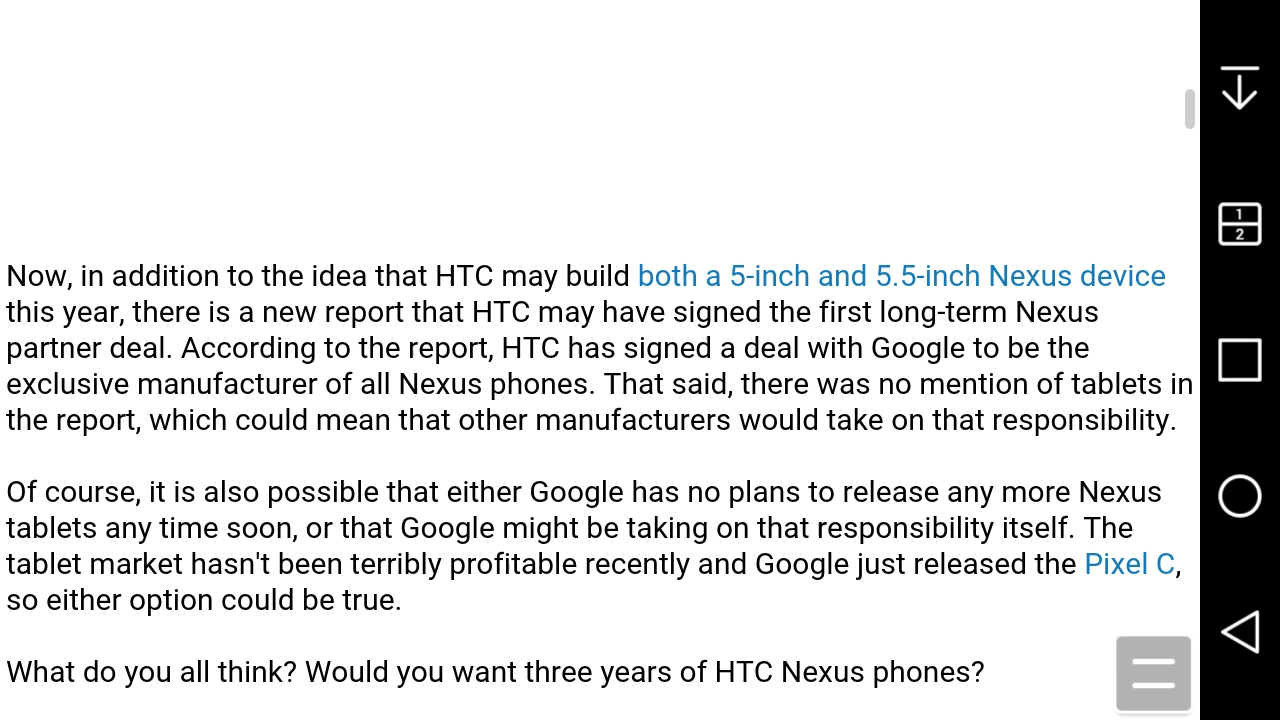 Now, in addition to the idea that HTC may build both a 5-inch and 5.5-inch Nexus device
this year, there is a new report that HTC may have signed the first long-term Nexus
partner deal. According to the report, HTC has signed a deal with Google to be the
exclusive manufacturer of all Nexus phones. That said, there was no mention of tablets in
the report, which could mean that other manufacturers would take on that responsibility.
Of course, it is also possible that either Google has no plans to release any more Nexus
tablets any time soon, or that Google might be taking on that responsibility itself. The
tablet market hasn't been terribly profitable recently and Google just released the Pixel C,
so either option could be true.
What do you all think? Would you want three years of HTC Nexus phones?
1
2